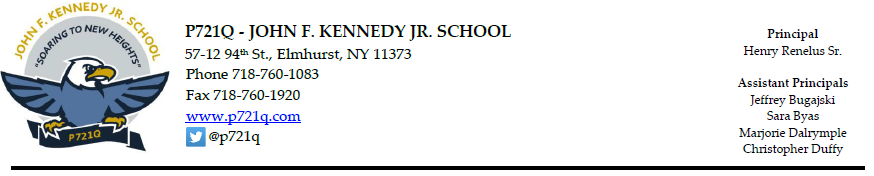 JOHN F. KENNEDY JR. SCHOOL
"SOARING TO NEW HEIGHTS"
P721Q
P721Q - JOHN F. KENNEDY JR. SCHOOL
57-12 94th St., Elmhurst, NY 11373
Phone 718-760-1083
Fax 718-760-1920
www.p721q.com
@p721q
Principal
Henry Renelus Sr.
Assistant Principals
Jeffrey Bugajski
Sara Byas
Marjorie Dalrymple
Christopher Duffy